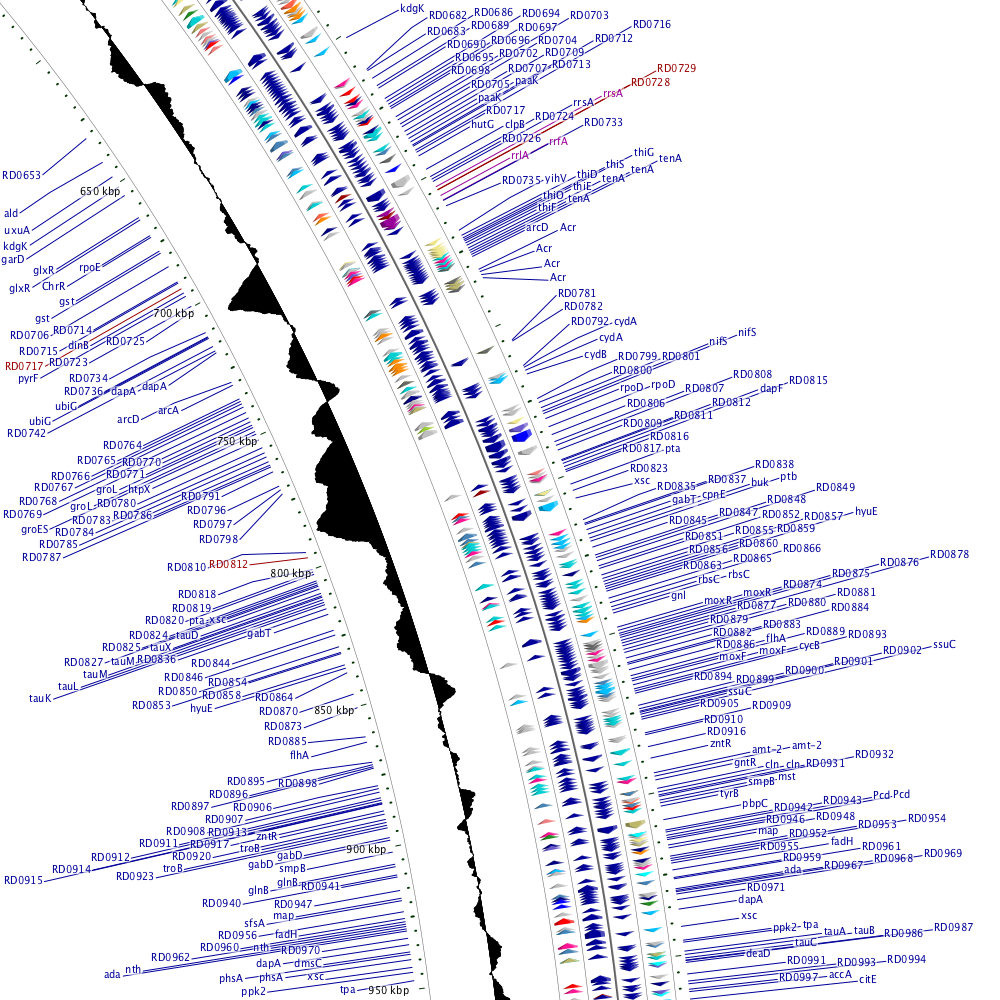 kdgK
RD0682
RD0686
RD0694
RD0703
RD0683
RD0689
RD0697
RD0716
RD0690
RD0696
RD0704
RD0712
RD0695
RD0702
RD0709
RD0698
RD0707
RD0713
RD0705
paaK
RD0729
RD0728
paaK
rrsA
rrsA
RD0717
RD0724
hutG
clpB
RD0733
RD0726
rrfA
rrlA
thiG
tenA
thiS
tenA
RD0735
yihV
thiD
tenA
thiE
thiO
tenA
thiF
arcD
Acr
Acr
Acr
Acr
RD0781
RD0782
RD0792
cydA
cydA
nifS
nifS
cydB
RD0799
RD0801
RD0800
RD0808
RD0815
rpoD
rpoD
RD0807
dapF
RD0806
RD0812
RD0809
RD0811
RD0816
RD0817
pta
RD0823
RD0838
xsc
RD0835
RD0837
buk
ptb
RD0849
gabT
cpnE
RD0848
RD0845
RD0847
RD0852
RD0857
hyuE
RD0851
RD0855
RD0859
RD0856
RD0860
RD0866
RD0878
RD0863
RD0865
RD0876
rbsC
rbsC
RD0875
gnl
RD0874
moxR
moxR
RD0881
RD0877
RD0880
RD0884
RD0879
RD0883
RD0882
flhA
RD0889
RD0893
RD0886
moxF
cycB
RD0902
ssuC
moxF
RD0901
RD0894
RD0899
RD0900
ssuC
RD0905
RD0909
RD0910
RD0916
zntR
amt-2
amt-2
RD0932
gntR
cln
cln
RD0931
smpB
mst
tyrB
pbpC
RD0942
RD0943
Pcd
Pcd
RD0946
RD0948
RD0954
map
RD0952
RD0953
RD0955
fadH
RD0961
RD0959
RD0968
RD0969
ada
RD0967
RD0971
dapA
xsc
ppk2
tpa
tauA
tauB
RD0986
RD0987
tauC
deaD
RD0991
RD0993
RD0994
RD0997
accA
citE
RD0653
650 kbp
ald
uxuA
kdgK
garD
glxR
rpoE
glxR
ChrR
gst
gst
700 kbp
RD0706
RD0714
RD0715
dinB
RD0725
RD0717
RD0723
pyrF
RD0734
RD0736
dapA
dapA
ubiG
ubiG
arcD
arcA
RD0742
750 kbp
RD0764
RD0765
RD0770
RD0766
RD0771
RD0767
groL
htpX
RD0768
RD0791
RD0769
groL
RD0780
RD0796
groES
RD0783
RD0786
RD0797
RD0785
RD0784
RD0798
RD0787
RD0810
RD0812
800 kbp
RD0818
RD0819
RD0820
pta
xsc
RD0824
tauD
gabT
RD0825
tauX
RD0827
tauM
RD0836
RD0844
tauM
RD0846
tauL
RD0850
RD0854
tauK
RD0853
RD0858
RD0864
hyuE
RD0870
850 kbp
RD0873
RD0885
flhA
RD0895
RD0898
RD0896
RD0897
RD0906
RD0907
RD0908
RD0913
zntR
RD0911
RD0917
troB
900 kbp
RD0912
RD0920
gabD
RD0914
troB
gabD
smpB
RD0915
RD0923
glnB
RD0941
glnB
RD0940
RD0947
map
sfsA
RD0956
fadH
RD0960
nth
RD0970
RD0962
dapA
dmsC
ada
nth
phsA
phsA
xsc
ppk2
tpa
950 kbp